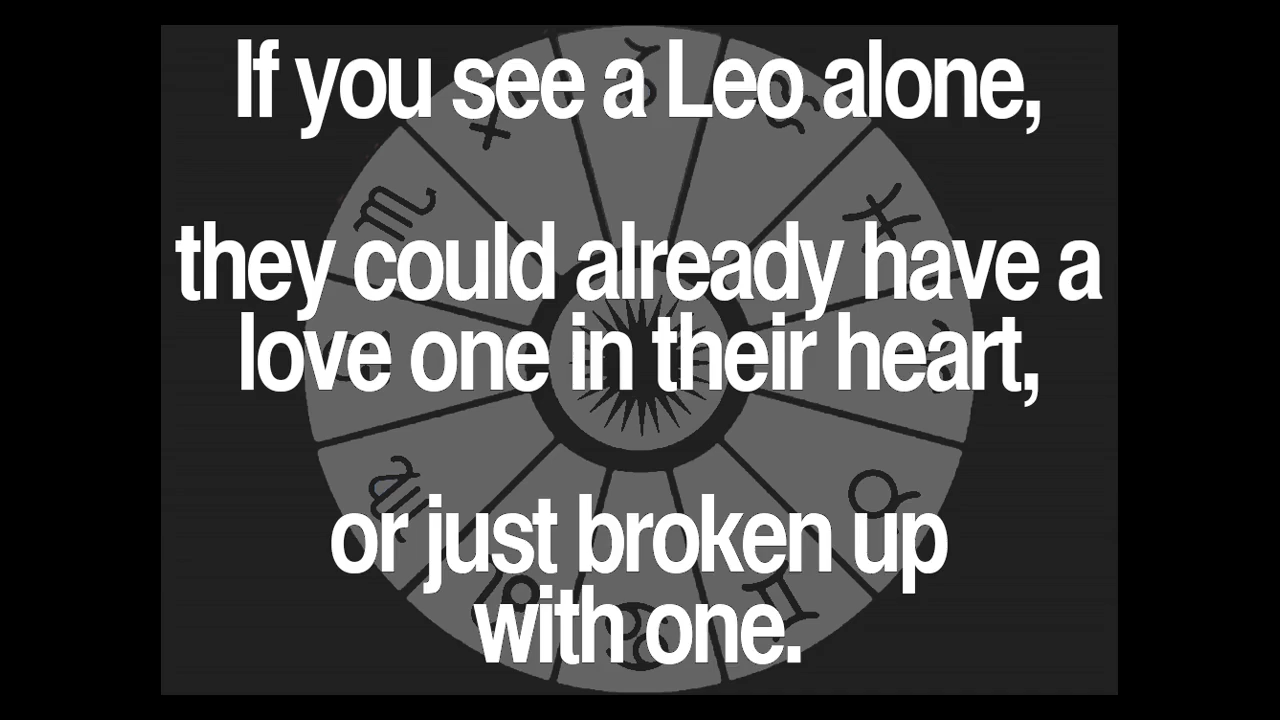 If you see a Leo alone,
they could already have a
love one in their heart,
or just broken up
with one.